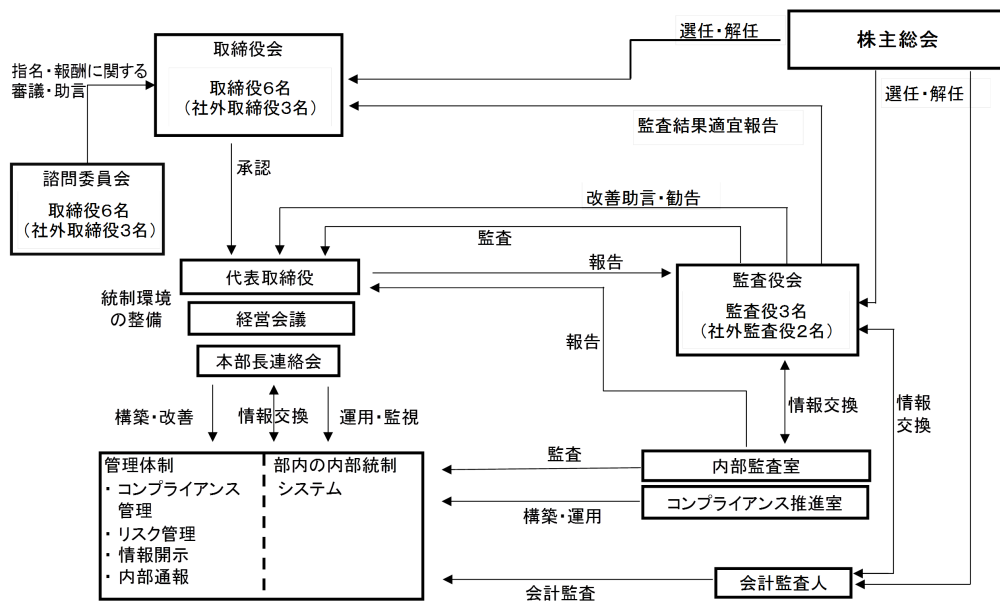 選任・解任
株主総会
取締役会
取締役6名
（社外取締役3名）
指名・報酬に関する
審議・助言
選任・解任
監査結果適宜報告
承認
諮問委員会
取締役6名
（社外取締役3名）
改善助言・勧告
監査
代表取締役
報告
監査役会
監査役3名
（社外監査役2名）
統制環境
の整備
経営会議
報告
本部長連絡会
構築・改善
情報交換
運用・監視
情報交換
情報
交換
管理体制
・コンプライアンス
管理
・リスク管理
・情報開示
・内部通報
部内の内部統制
システム
監査
内部監査室
コンプライアンス推進室
構築・運用
会計監査人
会計監査